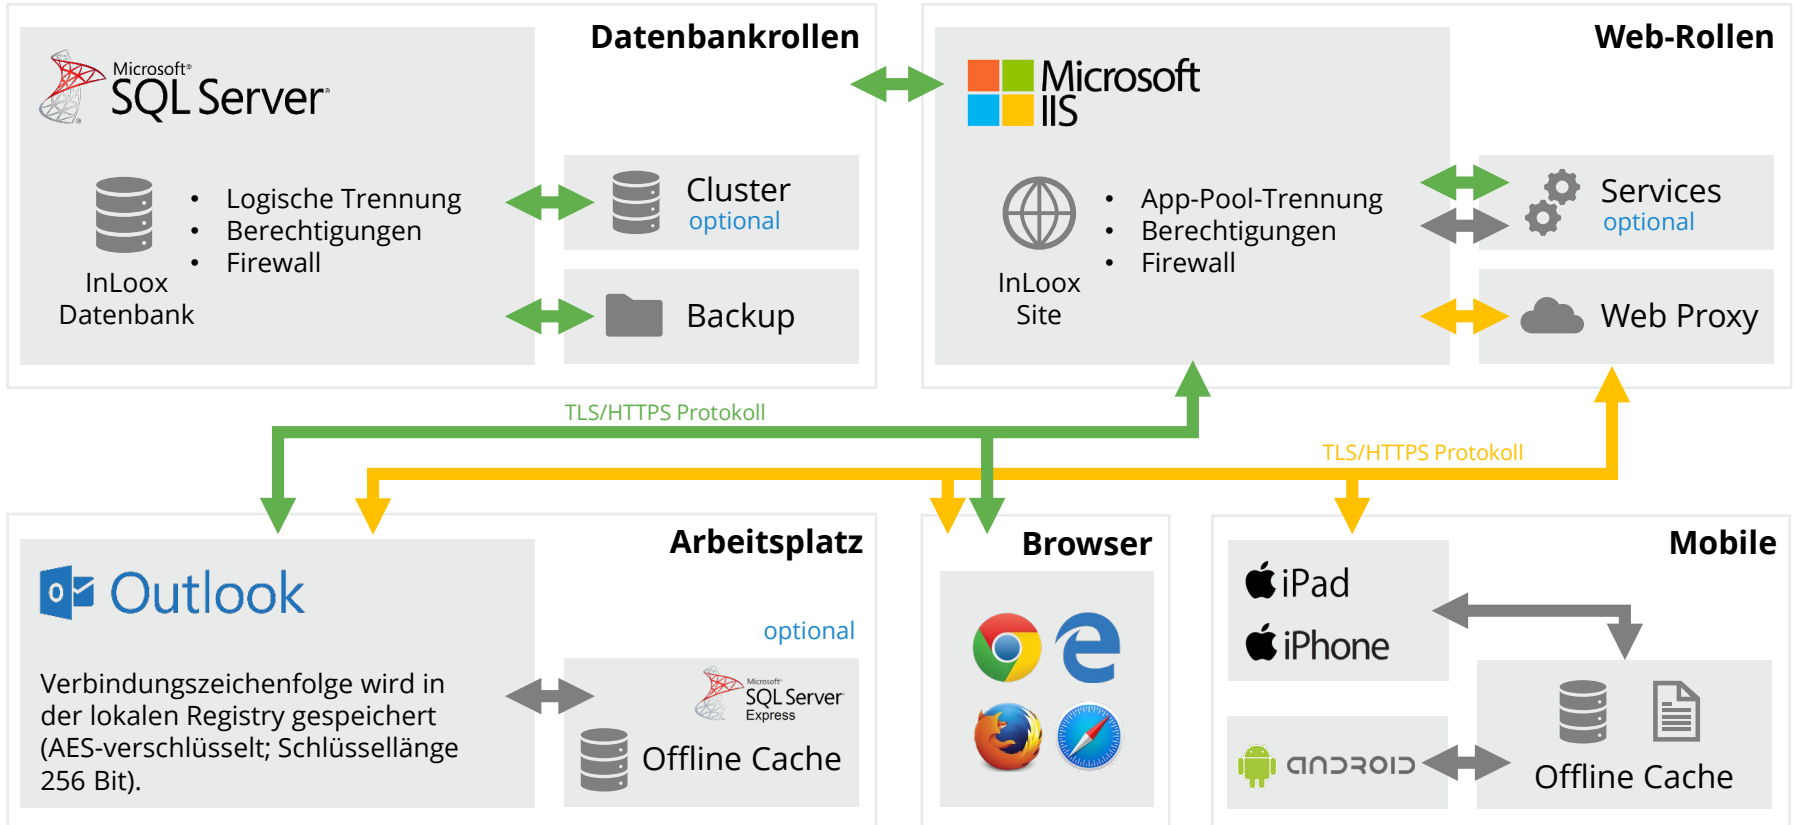 Datenbankrollen
Microsoft®
SQL Server®
InLoox
Datenbank
• Logische Trennung
• Berechtigungen
• Firewall
Cluster
optional
Backup
Web-Rollen
Microsoft
IIS
InLoox
Site
• App-Pool-Trennung
• Berechtigungen
• Firewall
Services
optional
Web Proxy
TLS/HTTPS Protokoll
TLS/HTTPS Protokoll
Arbeitsplatz
Outlook
Verbindungszeichenfolge wird in
der lokalen Registry gespeichert
(AES-verschlüsselt; Schlüssellänge
256 Bit).
optional
Microsoft®
SQL Server®
Express
Offline Cache
Browser
Mobile
iPad
iPhone
android
Offline Cache